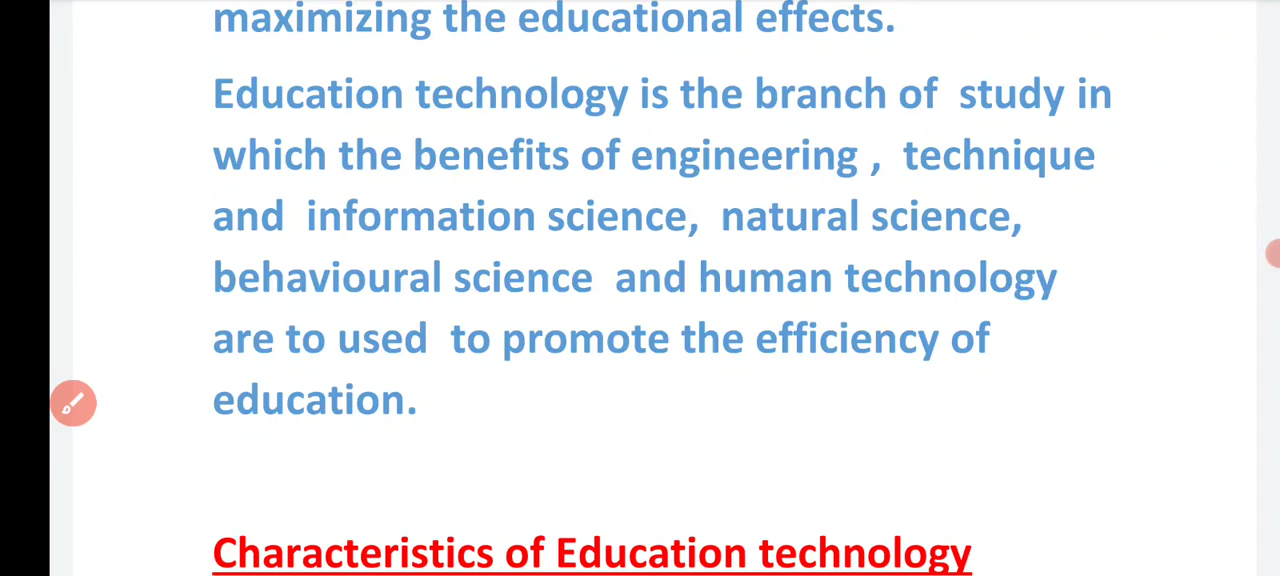 maximizing the educational effects.
Education technology is the branch of study in
which the benefits of engineering , technique
and information science, natural science,
behavioural science and human technology
are to used to promote the efficiency of
education.
Characteristics of Education technology